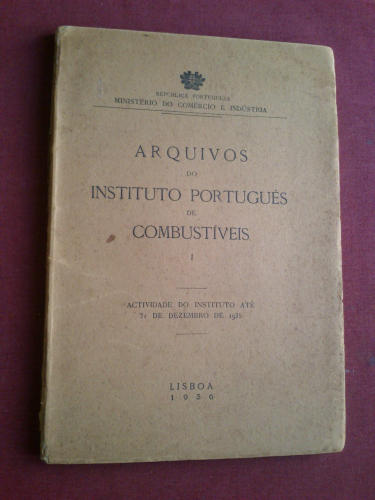 REPÚBLICA PORTUGUESA
MINISTÉRIO DO COMÉRCIO E INDÚSTRIA
ARQUIVOS
DO
INSTITUTO PORTUGUÊS
DE
COMBUSTÍVEIS
I
ACTIVIDADE DO INSTITUTO ATÉ
31 DE DEZEMBRO DE 1935
LISBOA
1936